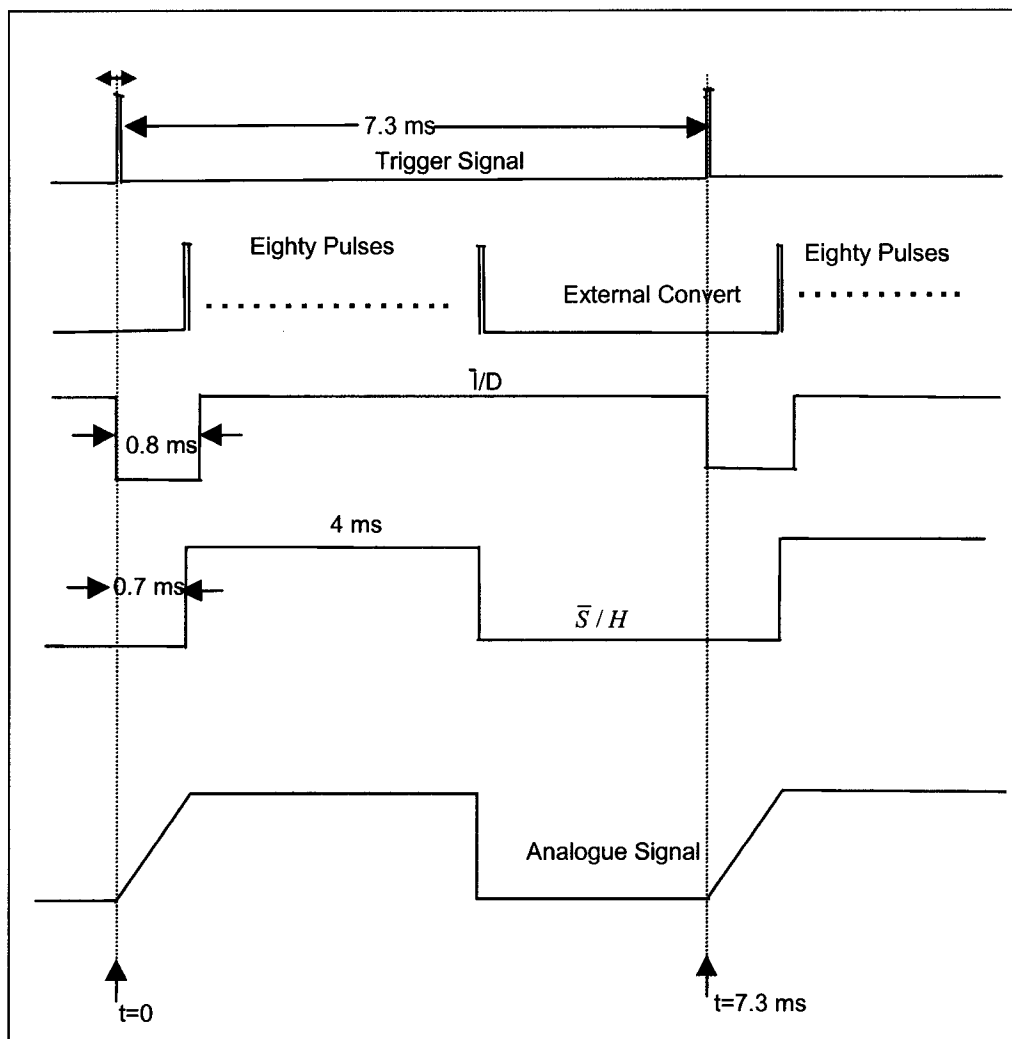 7.3 ms
Trigger Signal
Eighty Pulses
Eighty Pulses
External Convert
Ī/D
0.8 ms
4 ms
0.7 ms
S̅ / H
Analogue Signal
t=0
t=7.3 ms